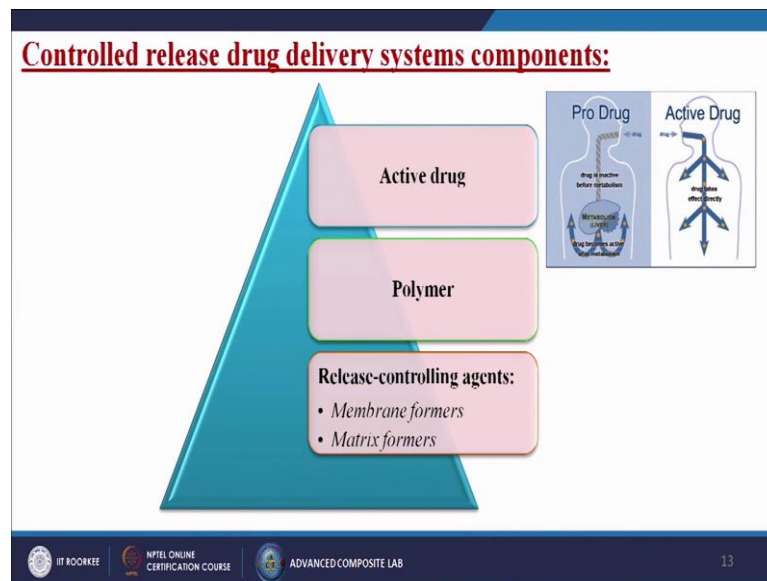 Controlled release drug delivery systems components:
Active drug
Polymer
Release-controlling agents:
• Membrane formers
• Matrix formers
Pro Drug
drug
drug is inactive
before metabolism
METABOLISM
(LIVER)
drug becomes active
after metabolism
Active Drug
drug
drug takes
effect directly
IIT ROORKEE
NPTEL ONLINE
CERTIFICATION COURSE
ADVANCED COMPOSITE LAB
13